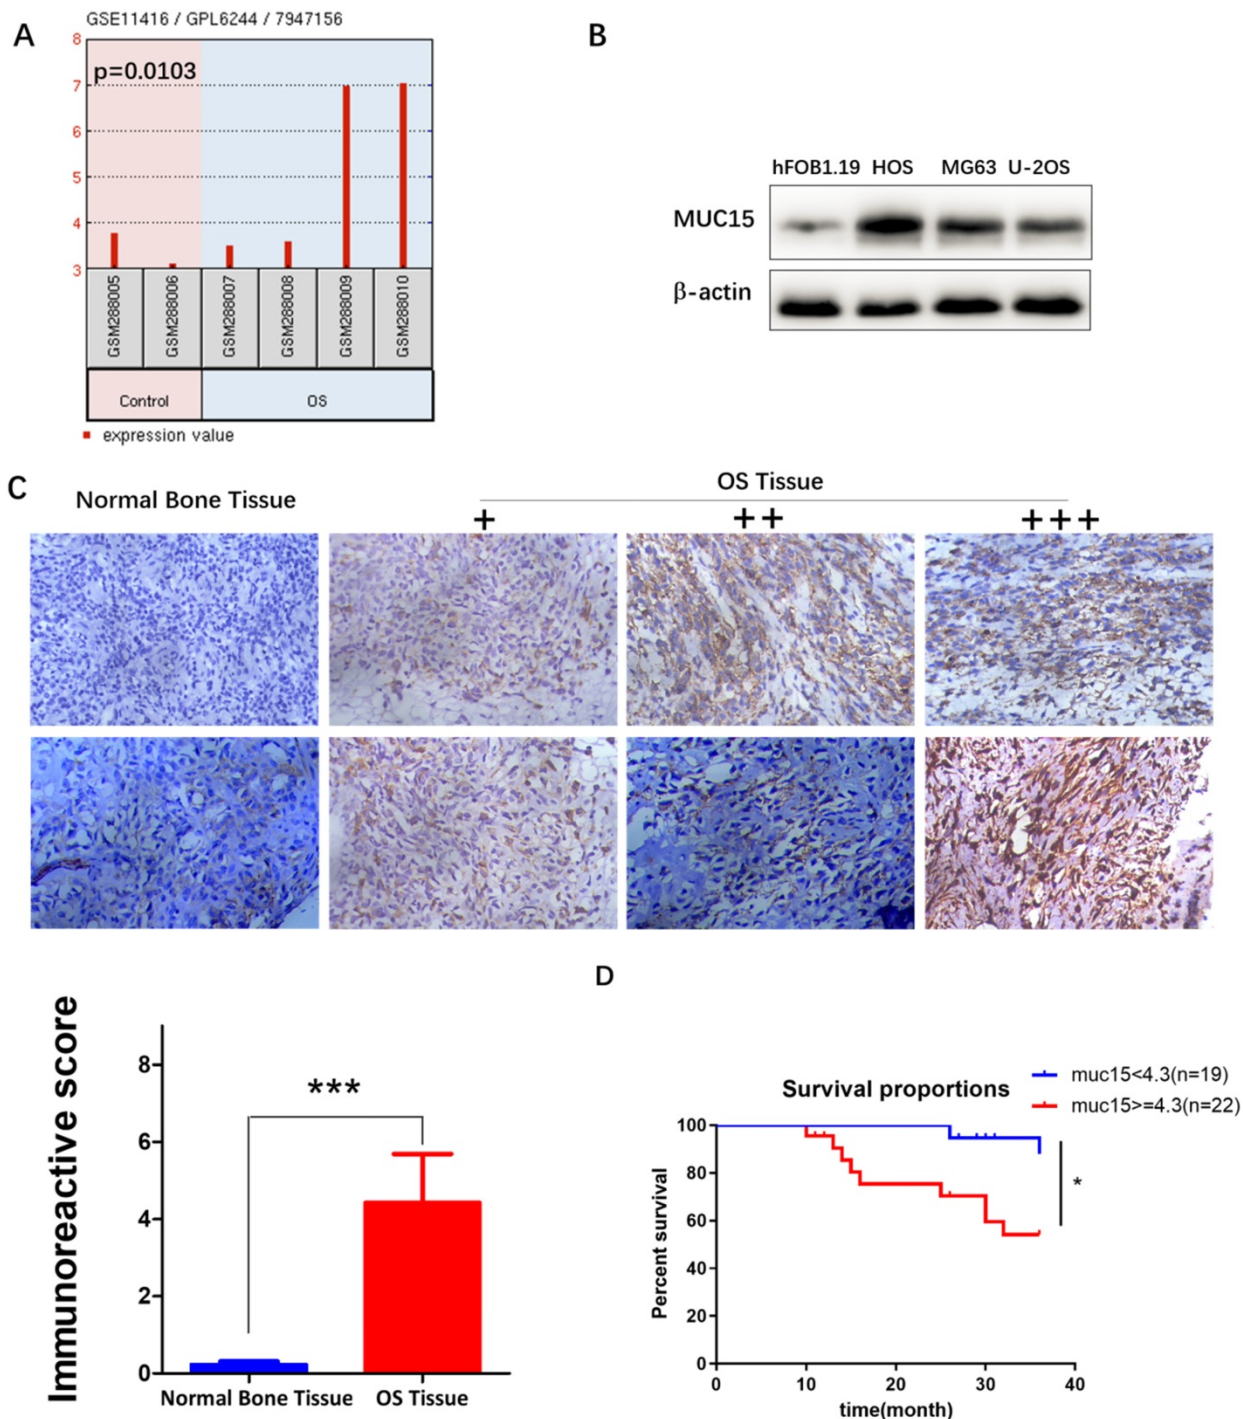 A
GSE11416 / GPL6244 / 7947156
8
p=0.0103
7
6
5
4
3
GSM288005
GSM288006
GSM288007
GSM288008
GSM288009
GSM288010
Control
OS
expression value
B
hFOB1.19 HOS MG63 U-2OS
MUC15
β-actin
C
Normal Bone Tissue
OS Tissue
+
++
+++
Immunoreactive score
8
6
4
2
0
***
Normal Bone Tissue
OS Tissue
D
Survival proportions
muc15<4.3(n=19)
muc15>=4.3(n=22)
Percent survival
100
80
60
40
20
0
*
0 10 20 30 40
time(month)